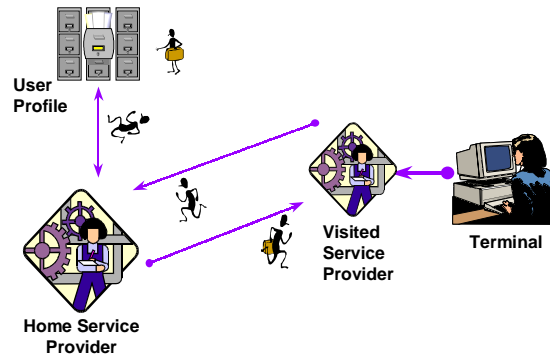 User
Profile
Visited
Service
Provider
Terminal
Home Service
Provider